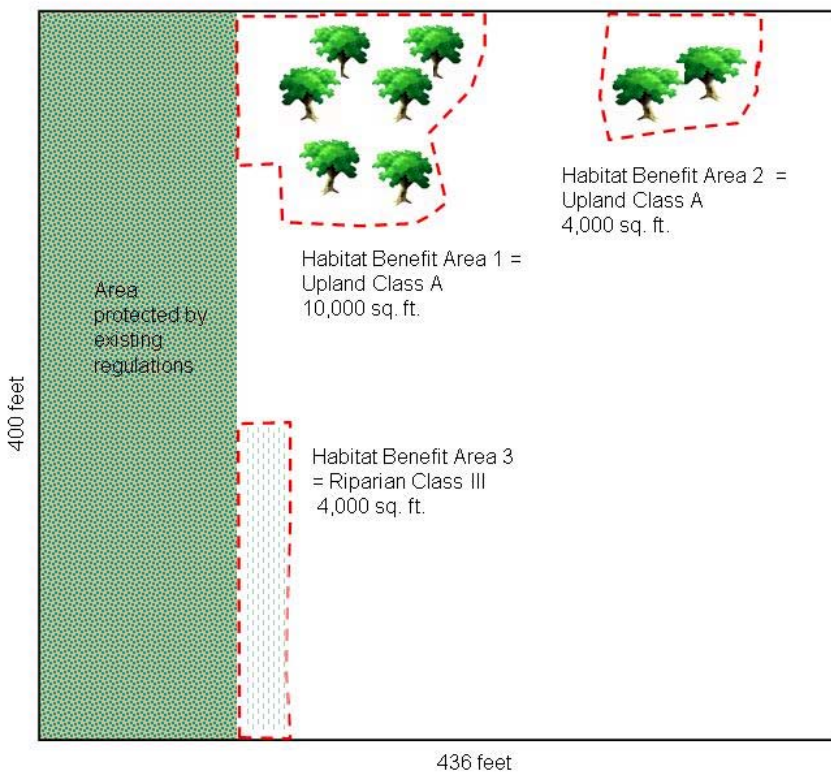 Habitat Benefit Area 2 =
Upland Class A
4,000 sq. ft.
Habitat Benefit Area 1 =
Upland Class A
10,000 sq. ft.
Area
protected by
existing
regulations
400 feet
Habitat Benefit Area 3
= Riparian Class III
4,000 sq. ft.
436 feet